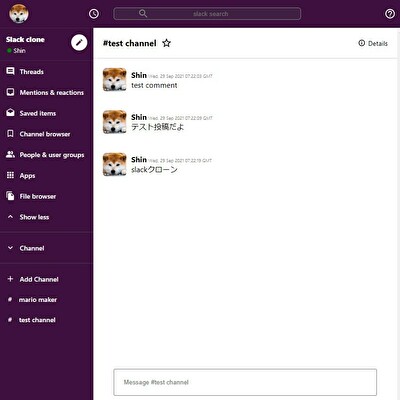 slack search
Slack clone
Shin
Threads
Mentions & reactions
Saved items
Channel browser
People & user groups
Apps
File browser
Show less
Channel
Add Channel
# mario maker
# test channel
#test channel
Details
Shin Wed, 29 Sep 2021 07:22:33 GMT
test comment
Shin Wed, 29 Sep 2021 07:22:29 GMT
テスト投稿だよ
Shin Wed, 29 Sep 2021 07:22:19 GMT
slackクローン
Message #test channel